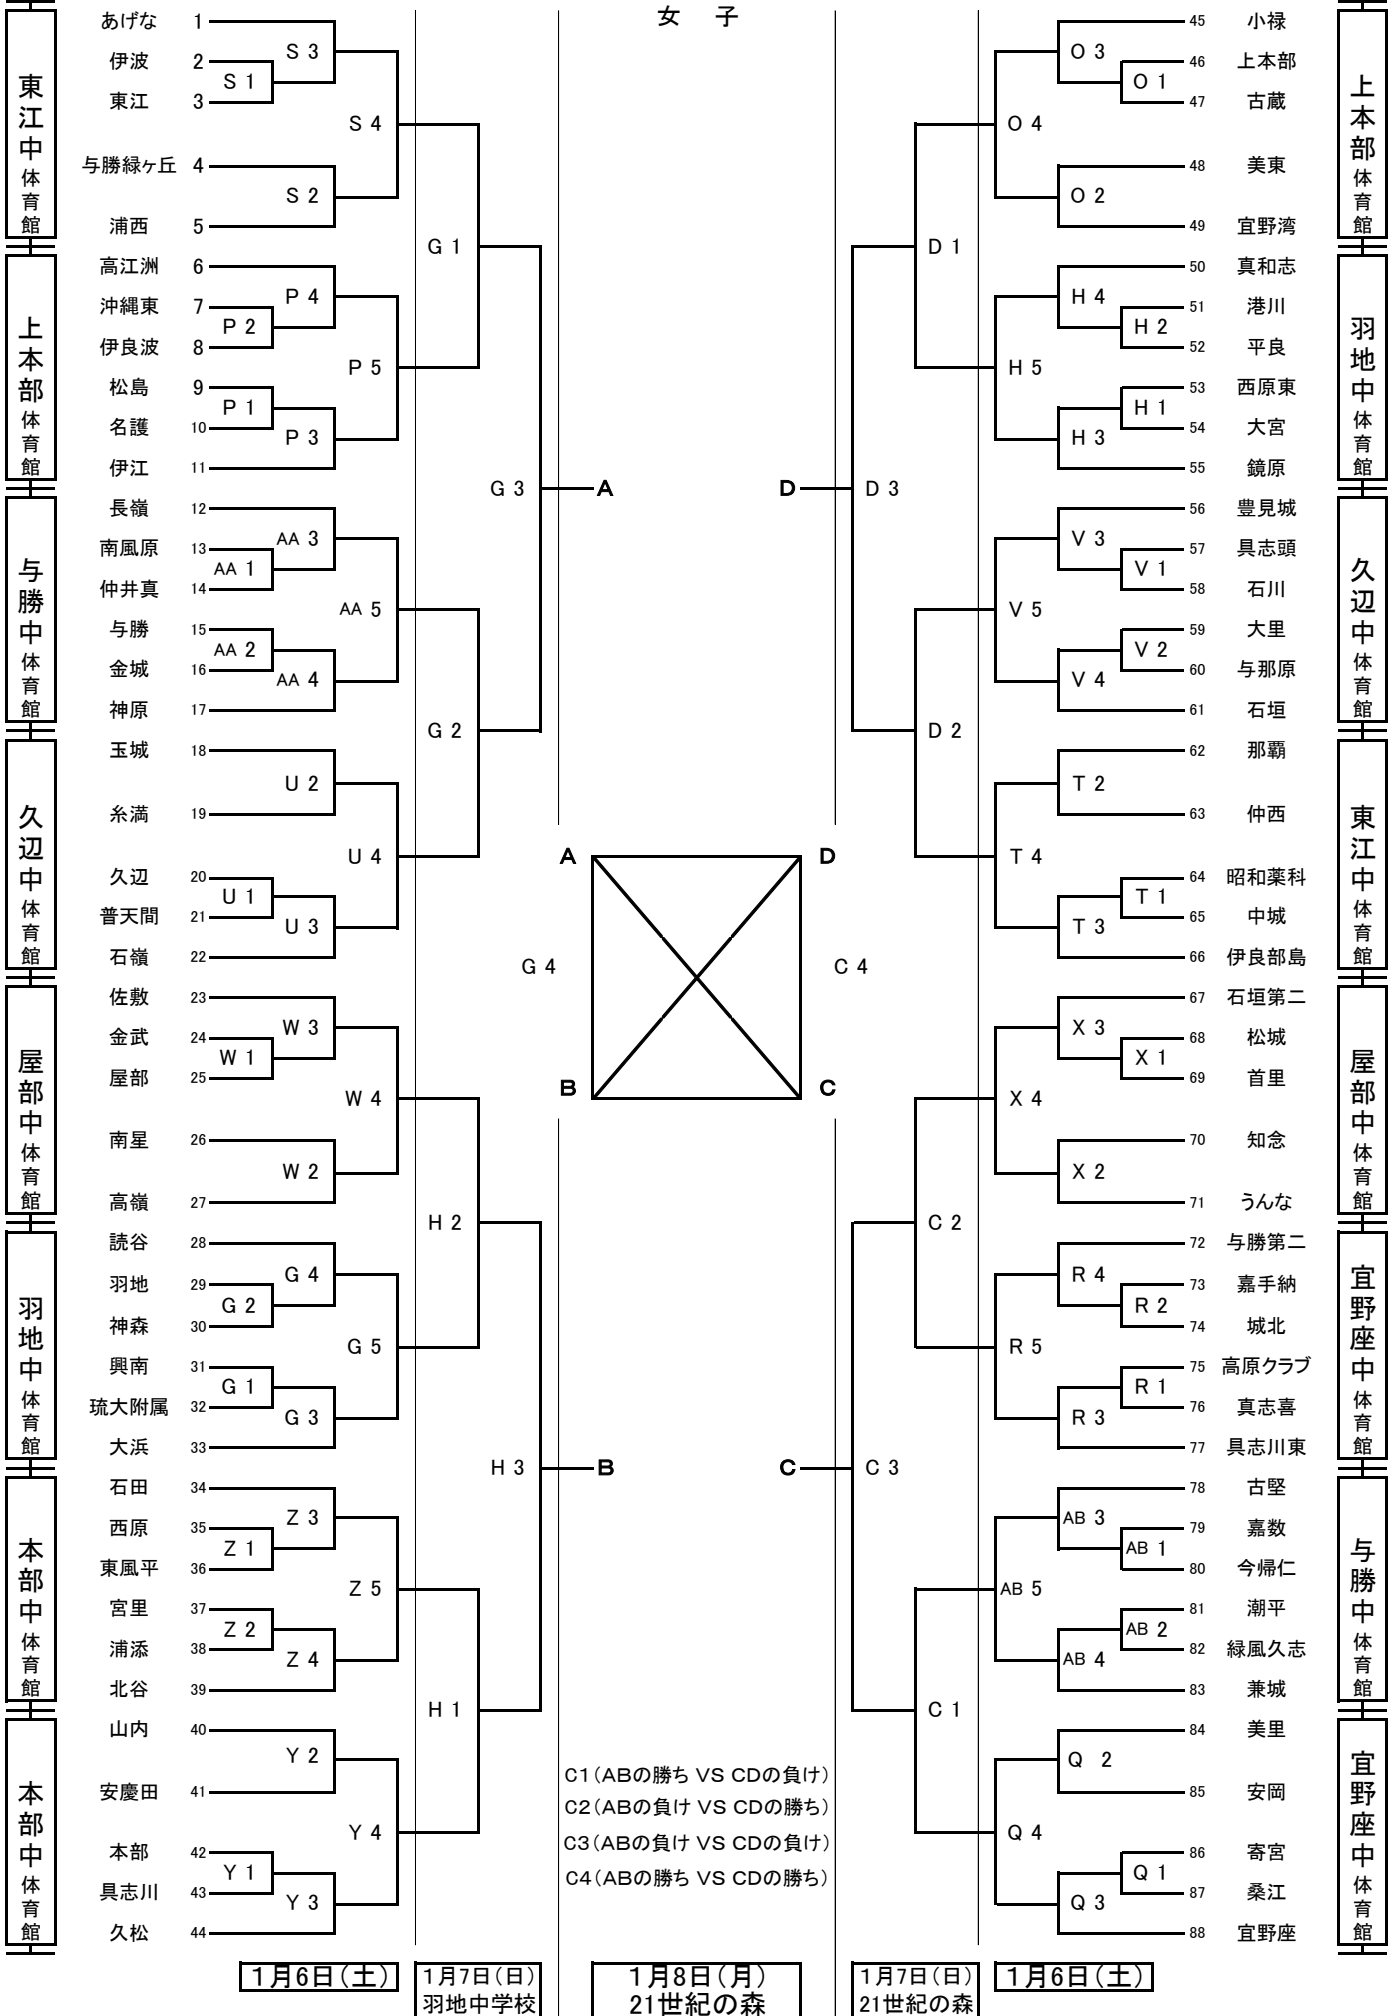 女 子
東江中体育館
上本部体育館
与勝中体育館
久辺中体育館
屋部中体育館
羽地中体育館
本部中体育館
本部中体育館
あげな 1
伊波 2
東江 3
与勝緑ヶ丘 4
浦西 5
高江洲 6
沖縄東 7
伊良波 8
松島 9
名護 10
伊江 11
長嶺 12
南風原 13
仲井真 14
与勝 15
金城 16
神原 17
玉城 18
糸満 19
久辺 20
普天間 21
石嶺 22
佐敷 23
金武 24
屋部 25
南星 26
高嶺 27
読谷 28
羽地 29
神森 30
興南 31
琉大附属 32
大浜 33
石田 34
西原 35
東風平 36
宮里 37
浦添 38
北谷 39
山内 40
安慶田 41
本部 42
具志川 43
久松 44
S 1
S 3
S 2
S 4
P 2
P 4
P 1
P 3
P 5
AA 1
AA 3
AA 2
AA 4
AA 5
U 2
U 1
U 3
U 4
W 1
W 3
W 2
W 4
G 2
G 4
G 1
G 3
G 5
Z 1
Z 3
Z 2
Z 4
Z 5
Y 2
Y 1
Y 3
Y 4
G 1
G 2
G 3
H 2
H 1
H 3
A
B
D
C
A
D
B
C
G 4
C 4
C1(ABの勝ち VS CDの負け)
C2(ABの負け VS CDの勝ち)
C3(ABの負け VS CDの負け)
C4(ABの勝ち VS CDの勝ち)
D 3
D 1
D 2
C 3
C 2
C 1
O 3
O 1
O 4
O 2
H 4
H 2
H 5
H 1
H 3
V 3
V 1
V 5
V 2
V 4
T 2
T 4
T 1
T 3
X 3
X 1
X 4
X 2
R 4
R 2
R 5
R 1
R 3
AB 3
AB 1
AB 5
AB 2
AB 4
Q 2
Q 4
Q 1
Q 3
45 小禄
46 上本部
47 古蔵
48 美東
49 宜野湾
50 真和志
51 港川
52 平良
53 西原東
54 大宮
55 鏡原
56 豊見城
57 具志頭
58 石川
59 大里
60 与那原
61 石垣
62 那覇
63 仲西
64 昭和薬科
65 中城
66 伊良部島
67 石垣第二
68 松城
69 首里
70 知念
71 うんな
72 与勝第二
73 嘉手納
74 城北
75 高原クラブ
76 真志喜
77 具志川東
78 古堅
79 嘉数
80 今帰仁
81 潮平
82 緑風久志
83 兼城
84 美里
85 安岡
86 寄宮
87 桑江
88 宜野座
上本部体育館
羽地中体育館
久辺中体育館
東江中体育館
屋部中体育館
宜野座中体育館
与勝中体育館
宜野座中体育館
1月6日(土)
1月7日(日)
羽地中学校
1月8日(月)
21世紀の森
1月7日(日)
21世紀の森
1月6日(土)